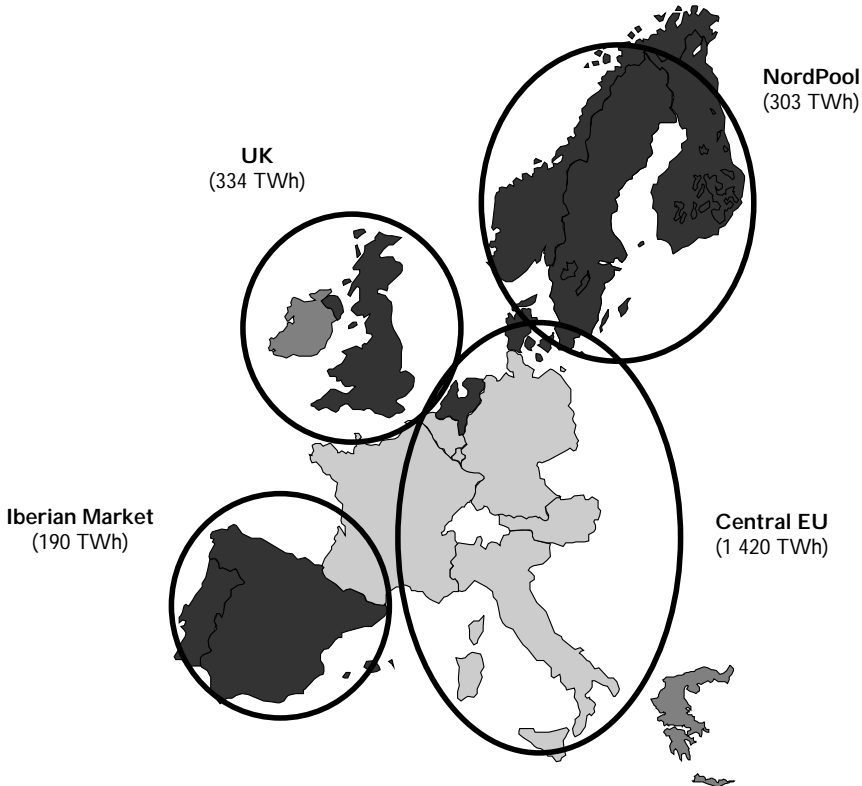 NordPool
(303 TWh)
UK
(334 TWh)
Iberian Market
(190 TWh)
Central EU
(1 420 TWh)